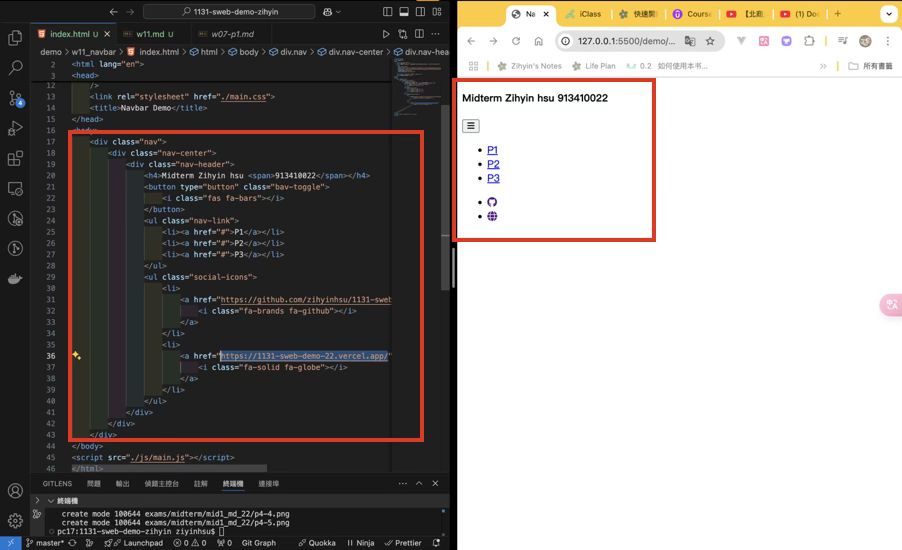 1131-sweb-demo-zihyin
index.html U
w11.md U
w07-p1.md
demo > w11_navbar > index.html > html > body > div.nav > div.nav-center > div.nav-hea
2 <html lang="en">
3 <head>
12 />
13 <link rel="stylesheet" href="./main.css">
14 <title>Navbar Demo</title>
15 </head>
16 <body>
17 <div class="nav">
18 <div class="nav-center">
19 <div class="nav-header">
20 <h4>Midterm Zihyin hsu <span>913410022</span></h4>
21 <button type="button" class="bav-toggle">
22 <i class="fas fa-bars"></i>
23 </button>
24 <ul class="nav-link">
25 <li><a href="#">P1</a></li>
26 <li><a href="#">P2</a></li>
27 <li><a href="#">P3</a></li>
28 </ul>
29 <ul class="social-icons">
30 <li>
31 <a href="https://github.com/zihyinhsu/1131-sweb
32 <i class="fa-brands fa-github"></i>
33 </a>
34 </li>
35 <li>
36 <a href="https://1131-sweb-demo-22.vercel.app/"
37 <i class="fa-solid fa-globe"></i>
38 </a>
39 </li>
40 </ul>
41 </div>
42 </div>
43 </div>
44 </body>
45 <script src="./js/main.js"></script>
46 </html>
GITLENS 問題 輸出 偵錯主控台 註解 終端機 連接埠
終端機
create mode 100644 exams/midterm/mid1_md_22/p4-4.png
create mode 100644 exams/midterm/mid1_md_22/p4-5.png
pc17:1131-sweb-demo-zihyin ziyinhsu$
master* Launchpad 0 0 0 Git Graph Quokka Ninja Prettier
4
Na
iClass
快速開
Course
【北鹿
(1) Doc
127.0.0.1:5500/demo/...
Zihyin's Notes
Life Plan
0.2 如何使用本书...
所有書籤
Midterm Zihyin hsu 913410022
P1
P2
P3